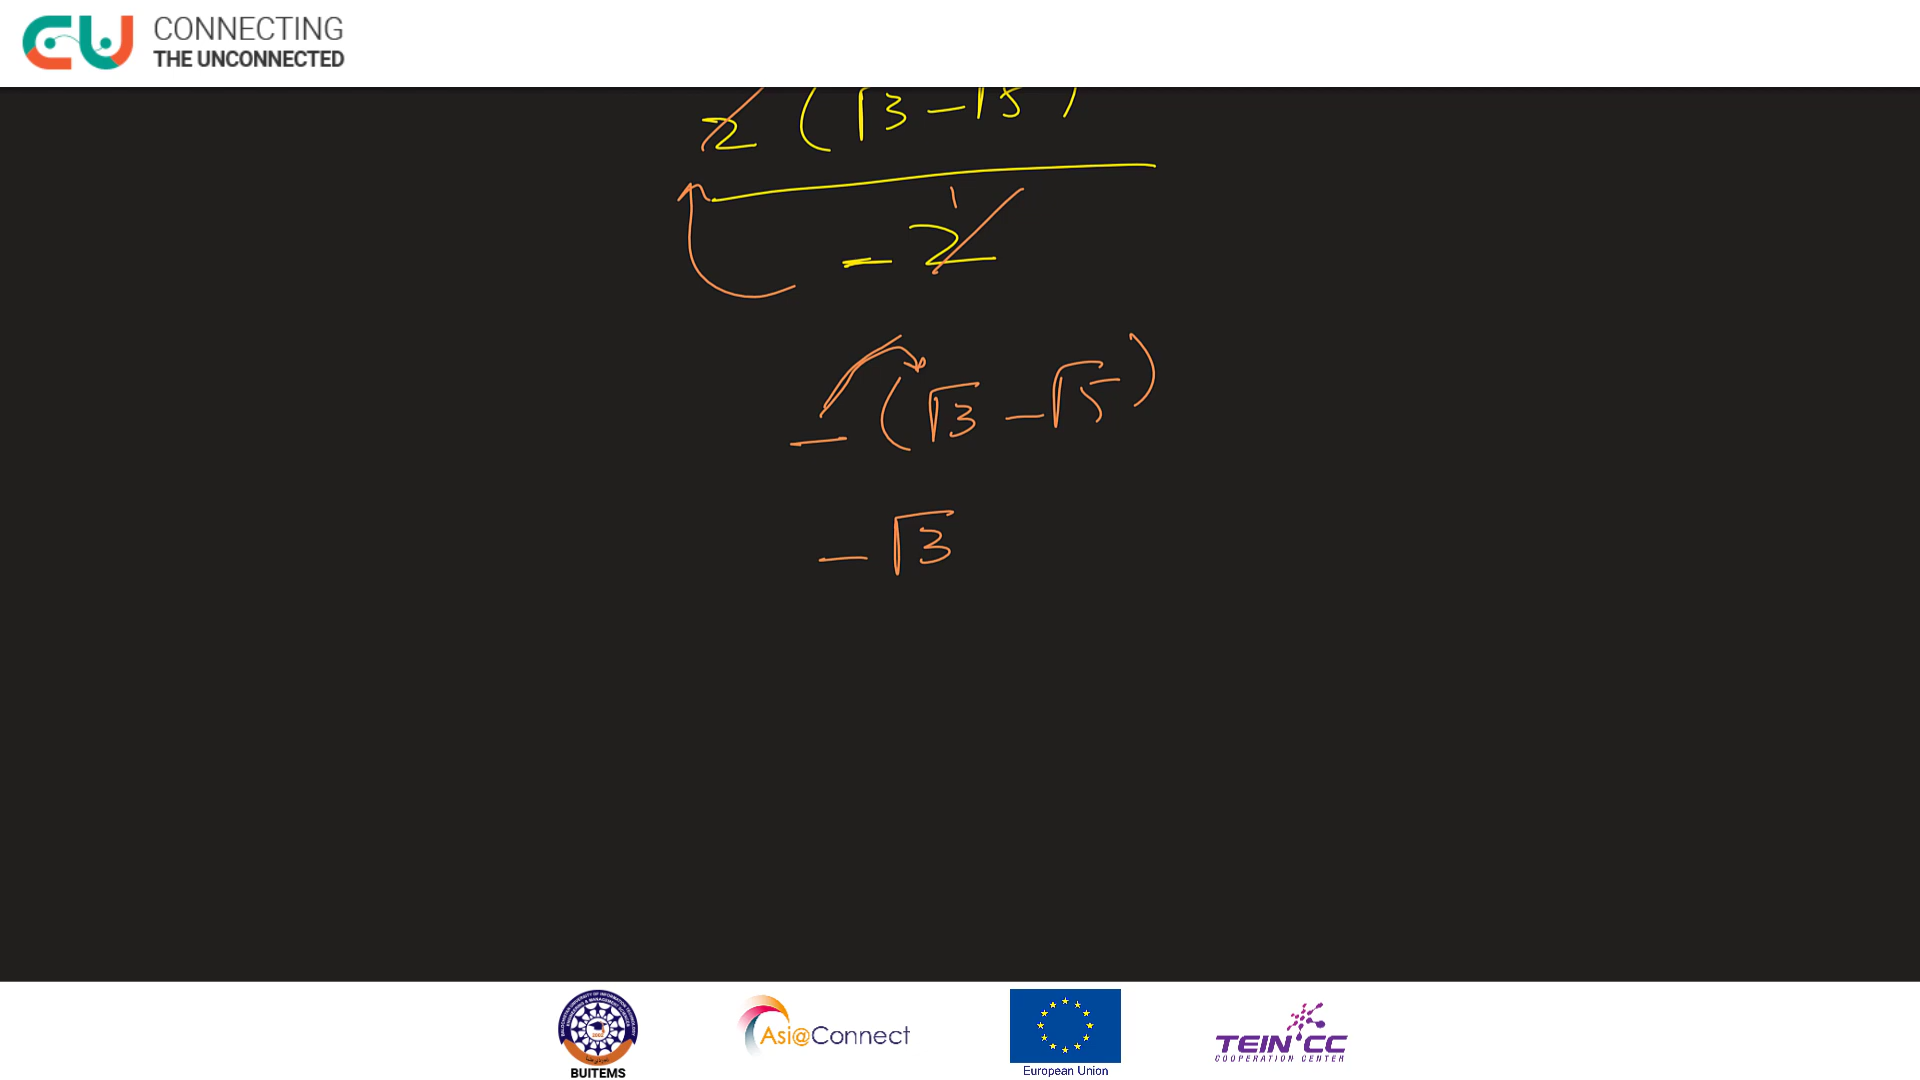 CONNECTING
THE UNCONNECTED
2 (√3 – √5)
1
– 2
– (√3 – √5)
– √3
Asi@Connect
TEIN*CC
COOPERATION CENTER
European Union
BUITEMS